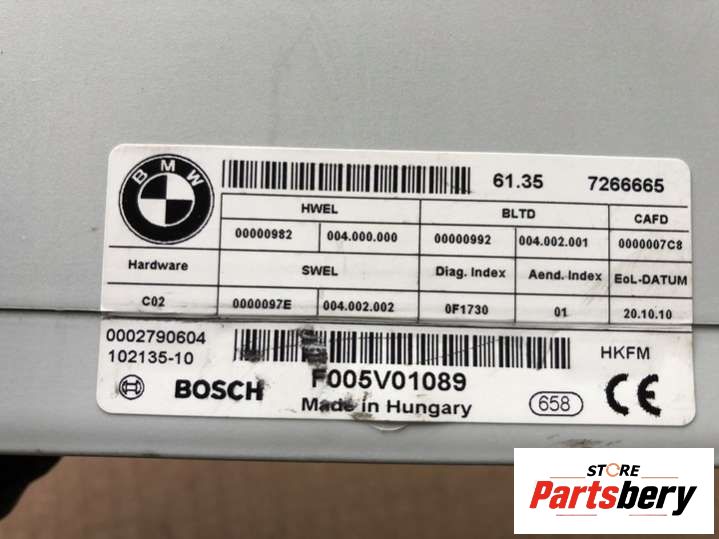 BMW
61.35 7266665
HWEL BLTD CAFD
00000982 004.000.000 00000992 004.002.001 0000007C8
Hardware SWEL Diag. Index Aend. Index EoL-DATUM
C02 0000097E 004.002.002 0F1730 01 20.10.10
0002790604
102135-10 HKFM
BOSCH F005V01089
Made in Hungary 658 CE
STORE
Partsbery